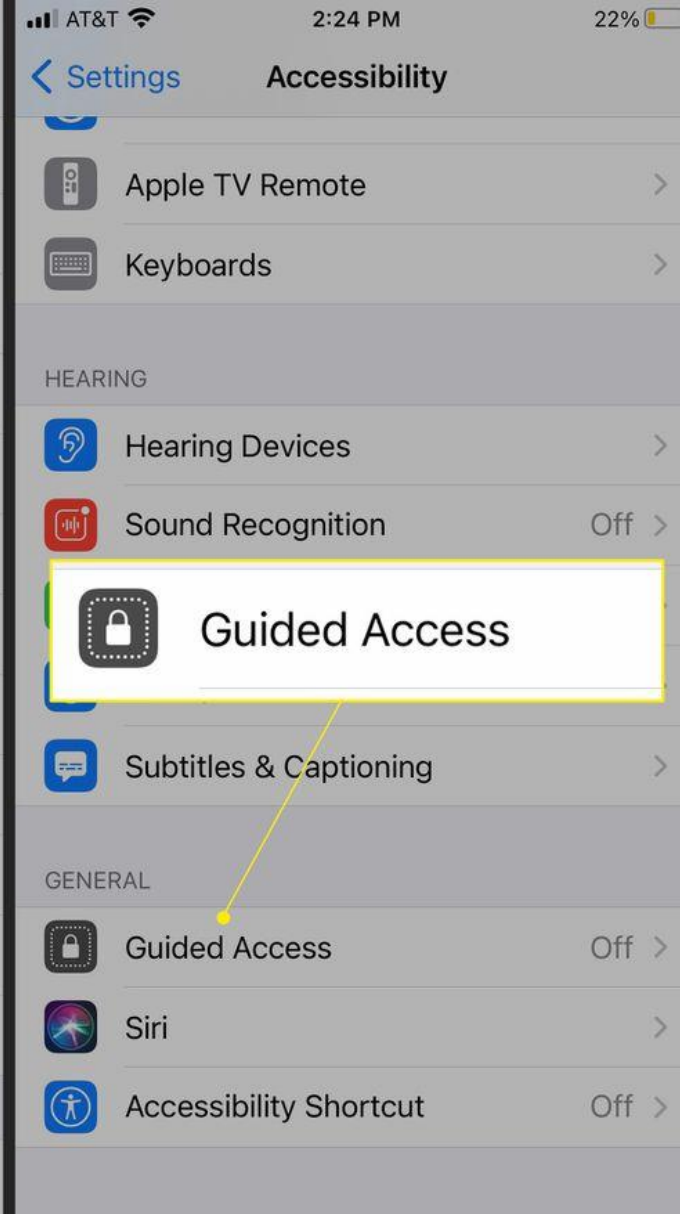 AT&T 2:24 PM 22%
Settings Accessibility
Apple TV Remote
Keyboards
HEARING
Hearing Devices
Sound Recognition Off
Guided Access
Subtitles & Captioning
GENERAL
Guided Access Off
Siri
Accessibility Shortcut Off